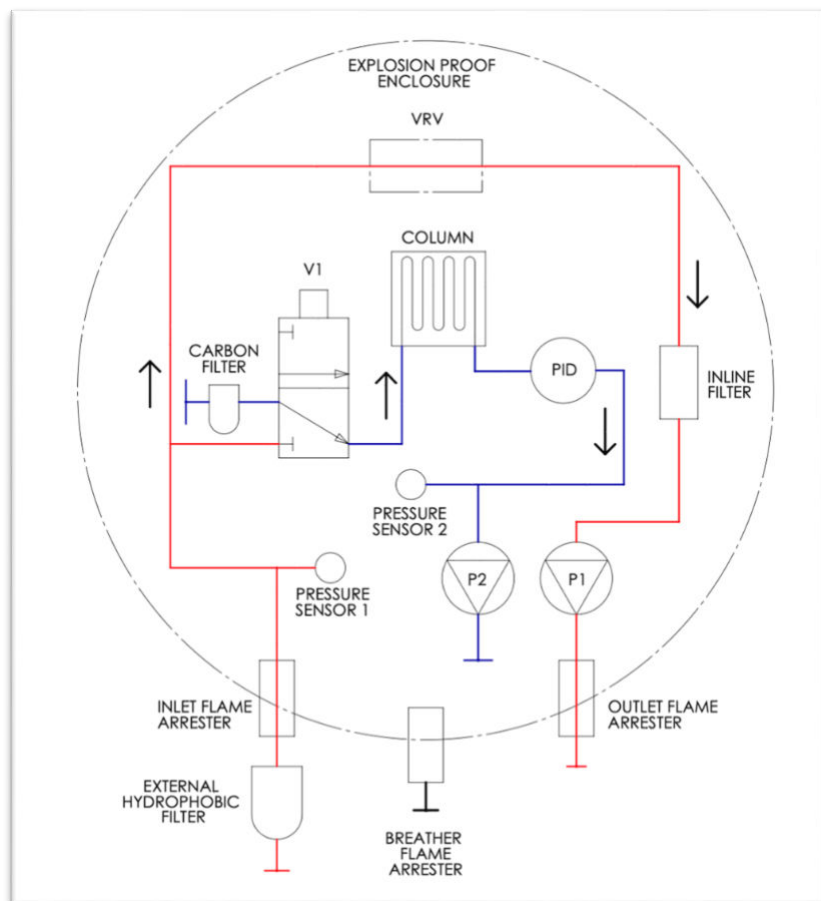 EXPLOSION PROOF
ENCLOSURE
VRV
COLUMN
V1
CARBON
FILTER
PID
INLINE
FILTER
PRESSURE
SENSOR 2
P2
P1
PRESSURE
SENSOR 1
INLET FLAME
ARRESTER
OUTLET FLAME
ARRESTER
EXTERNAL
HYDROPHOBIC
FILTER
BREATHER
FLAME
ARRESTER